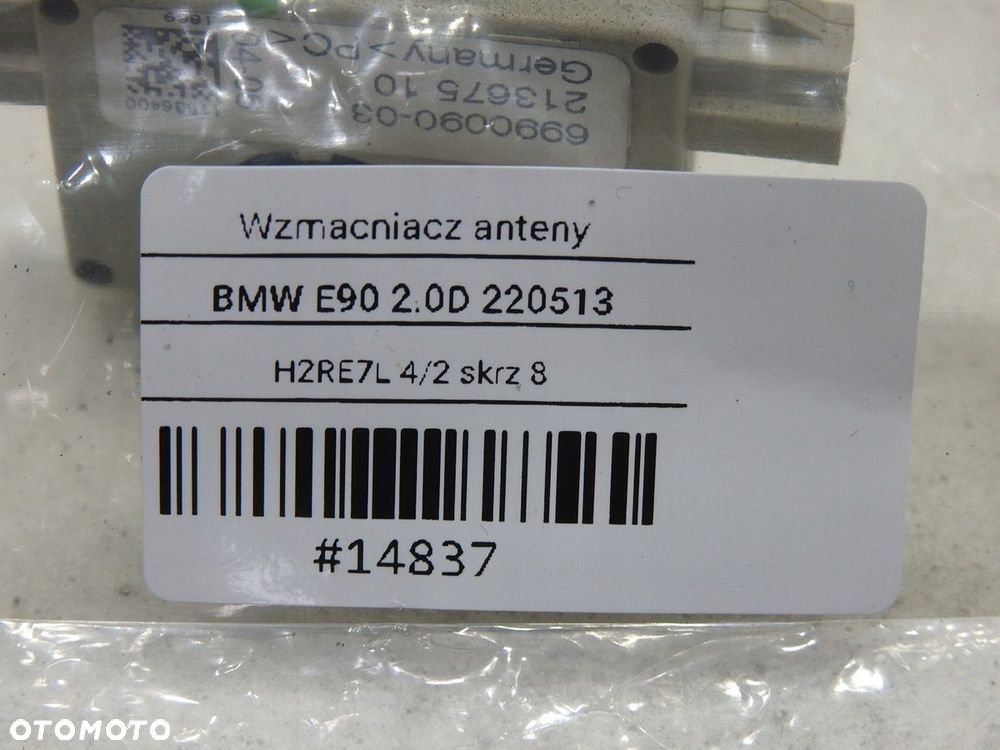 6990090-03
213675 10
Germany >PC<
Wzmacniacz anteny
BMW E90 2.0D 220513
H2RE7L 4/2 skrz 8
#14837
OTOMOTO